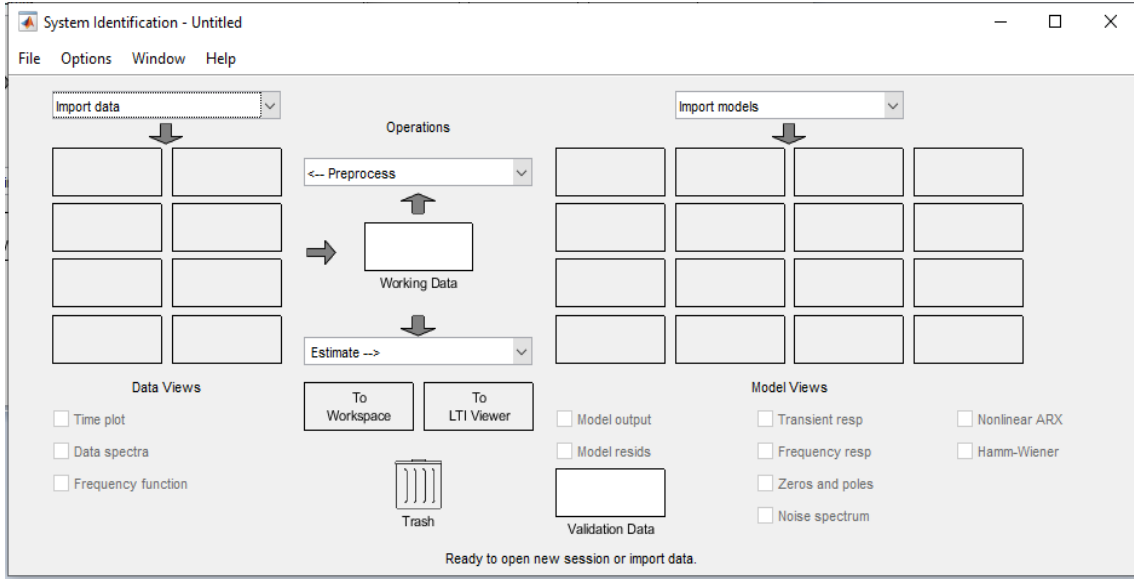 System Identification - Untitled
File Options Window Help
Import data
Import models
Operations
<-- Preprocess
Working Data
Estimate -->
Data Views
Model Views
To Workspace
To LTI Viewer
Time plot
Data spectra
Frequency function
Model output
Transient resp
Nonlinear ARX
Model resids
Frequency resp
Hamm-Wiener
Zeros and poles
Noise spectrum
Trash
Validation Data
Ready to open new session or import data.